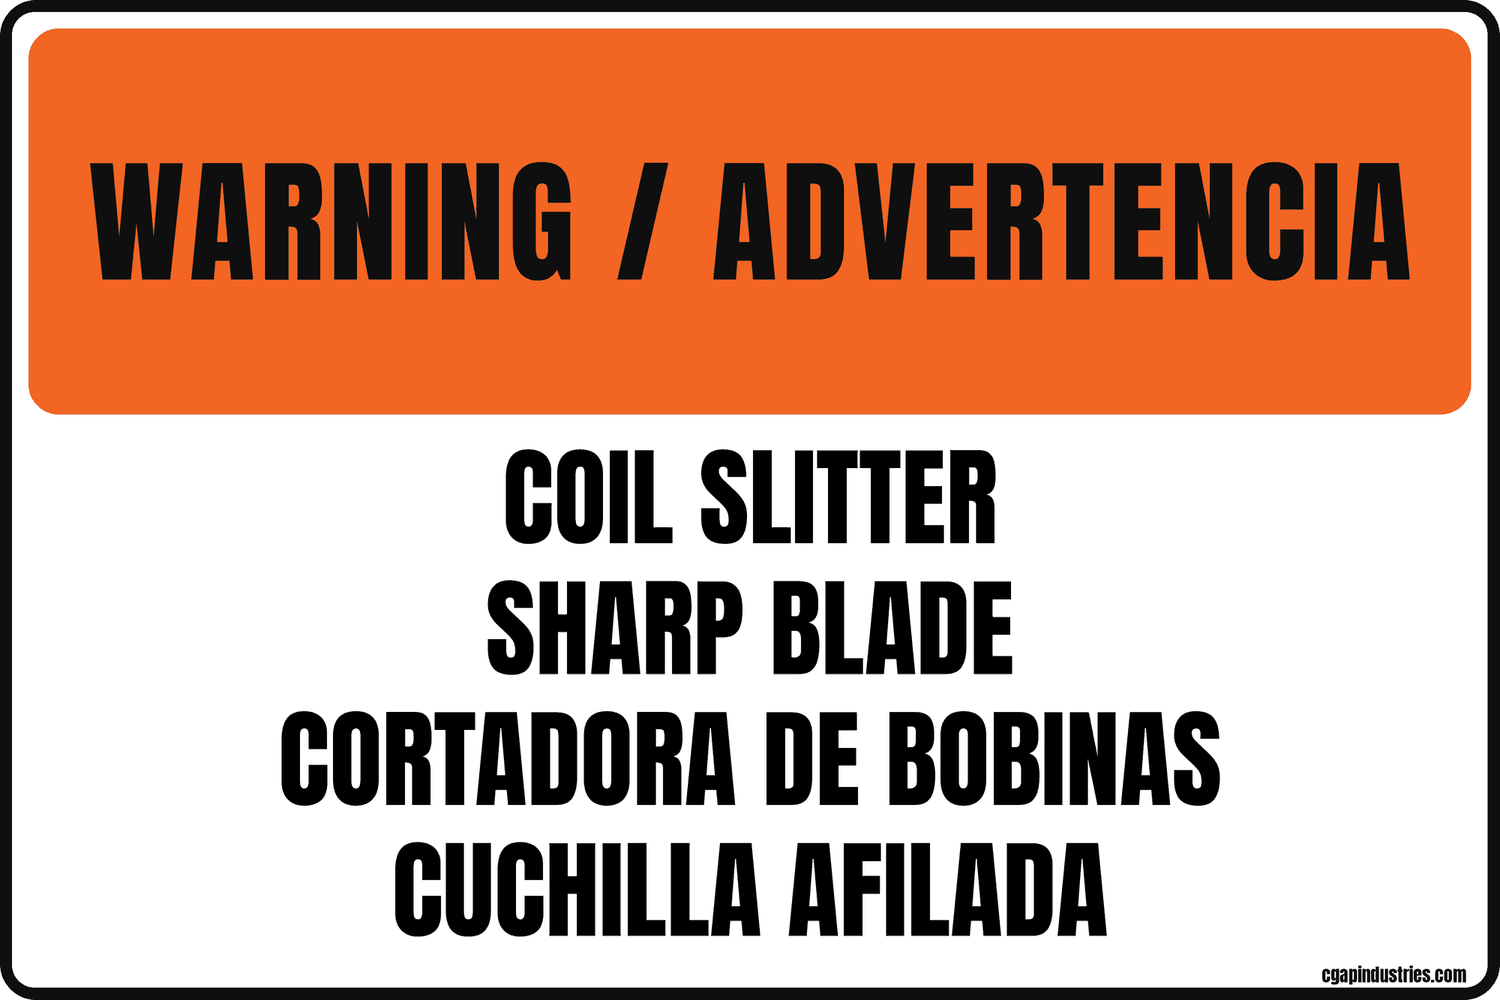 WARNING / ADVERTENCIA
COIL SLITTER
SHARP BLADE
CORTADORA DE BOBINAS
CUCHILLA AFILADA
cgapindustries.com